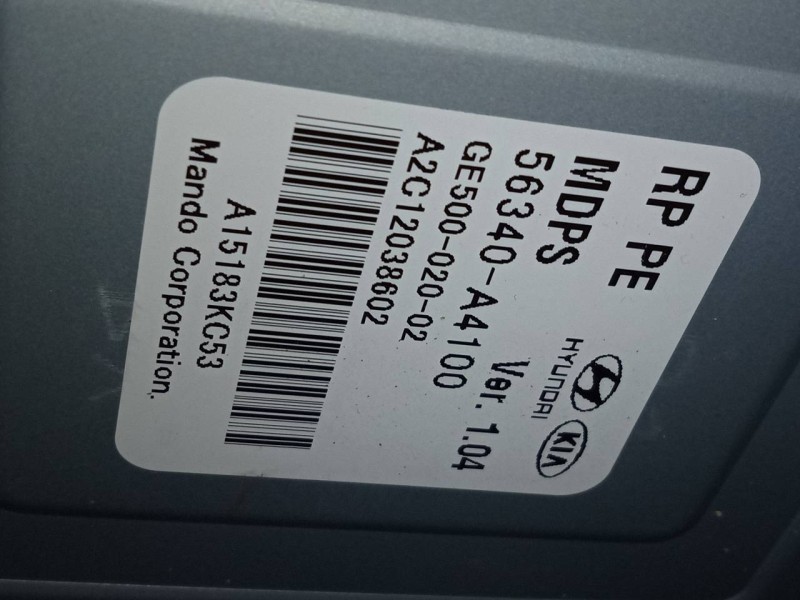 RP PE
MDPS
HYUNDAI KIA
56340-A4100 Ver. 1.04
GE500-020-02
A2C12038602
A15183KC53
Mando Corporation.